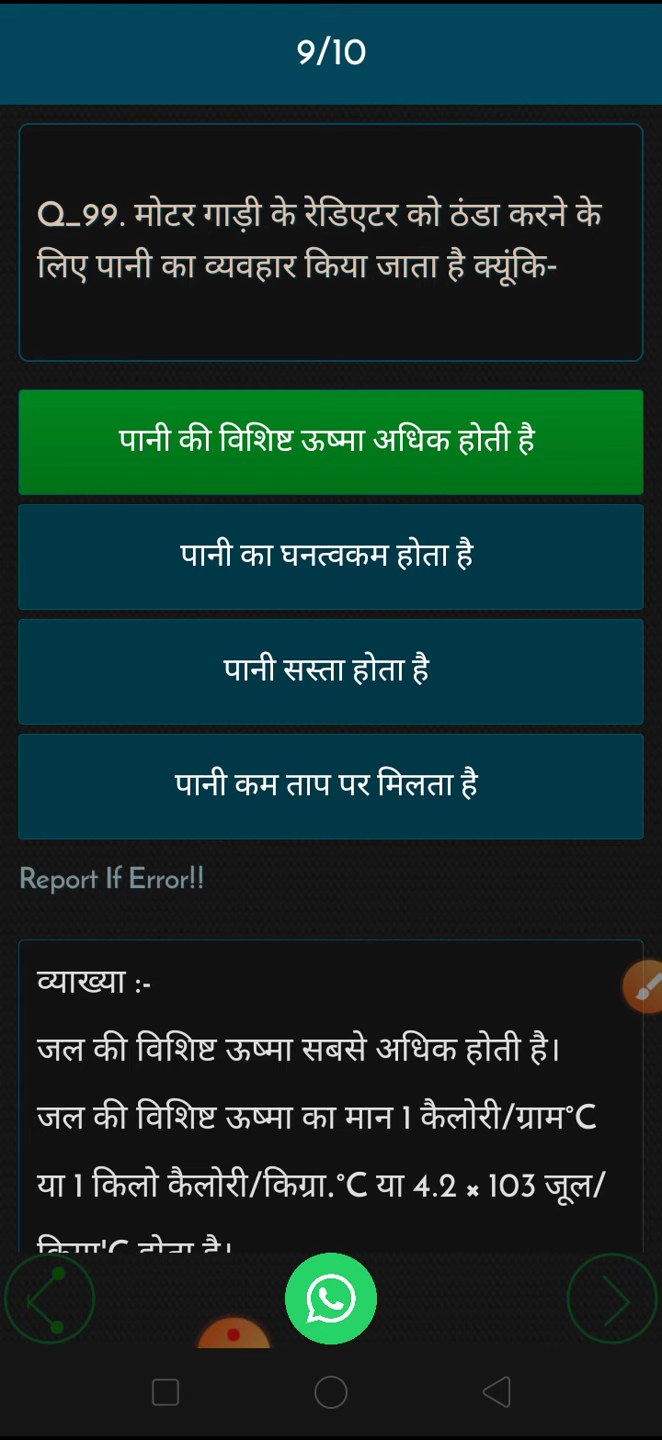 9/10
Q_99. मोटर गाड़ी के रेडिएटर को ठंडा करने के
लिए पानी का व्यवहार किया जाता है क्यूंकि-
पानी की विशिष्ट ऊष्मा अधिक होती है
पानी का घनत्वकम होता है
पानी सस्ता होता है
पानी कम ताप पर मिलता है
Report If Error!!
व्याख्या :-
जल की विशिष्ट ऊष्मा सबसे अधिक होती है।
जल की विशिष्ट ऊष्मा का मान 1 कैलोरी/ग्राम°C
या 1 किलो कैलोरी/किग्रा.°C या 4.2 × 103 जूल/
किग्रा'C होता है।